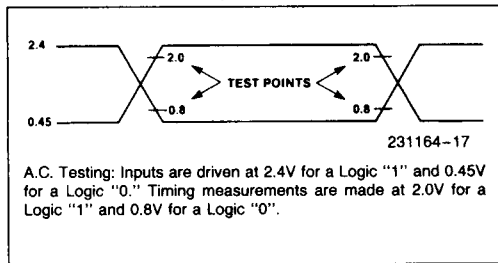 2.4
2.0 2.0
TEST POINTS
0.8 0.8
0.45
231164-17
A.C. Testing: Inputs are driven at 2.4V for a Logic "1" and 0.45V
for a Logic "0." Timing measurements are made at 2.0V for a
Logic "1" and 0.8V for a Logic "0".